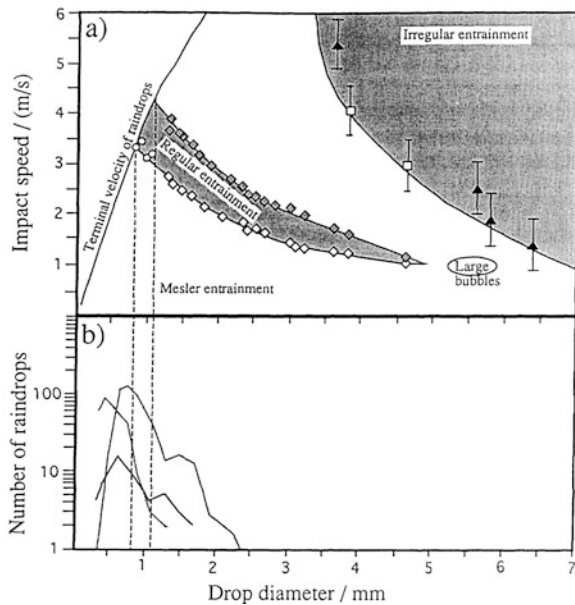 a)
6
5
4
3
2
1
0
Impact speed / (m/s)
Terminal velocity of raindrops
Regular entrainment
Irregular entrainment
Mesler entrainment
Large
bubbles
b)
100
10
1
Number of raindrops
1 2 3 4 5 6 7
Drop diameter / mm